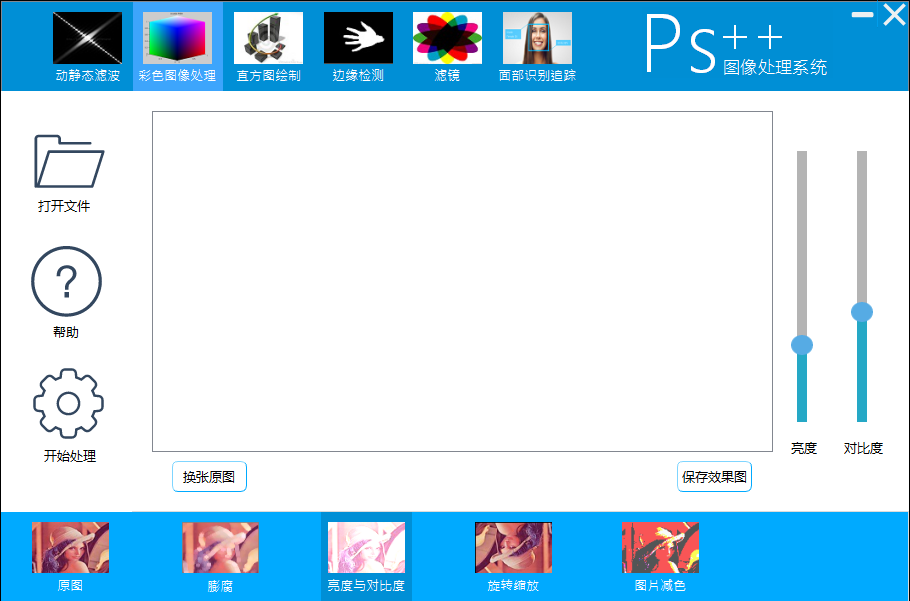 动静态滤波
彩色图像处理
直方图绘制
边缘检测
滤镜
面部识别追踪
Ps++
图像处理系统
打开文件
?
帮助
开始处理
亮度
对比度
换张原图
保存效果图
原图
膨腐
亮度与对比度
旋转缩放
图片减色